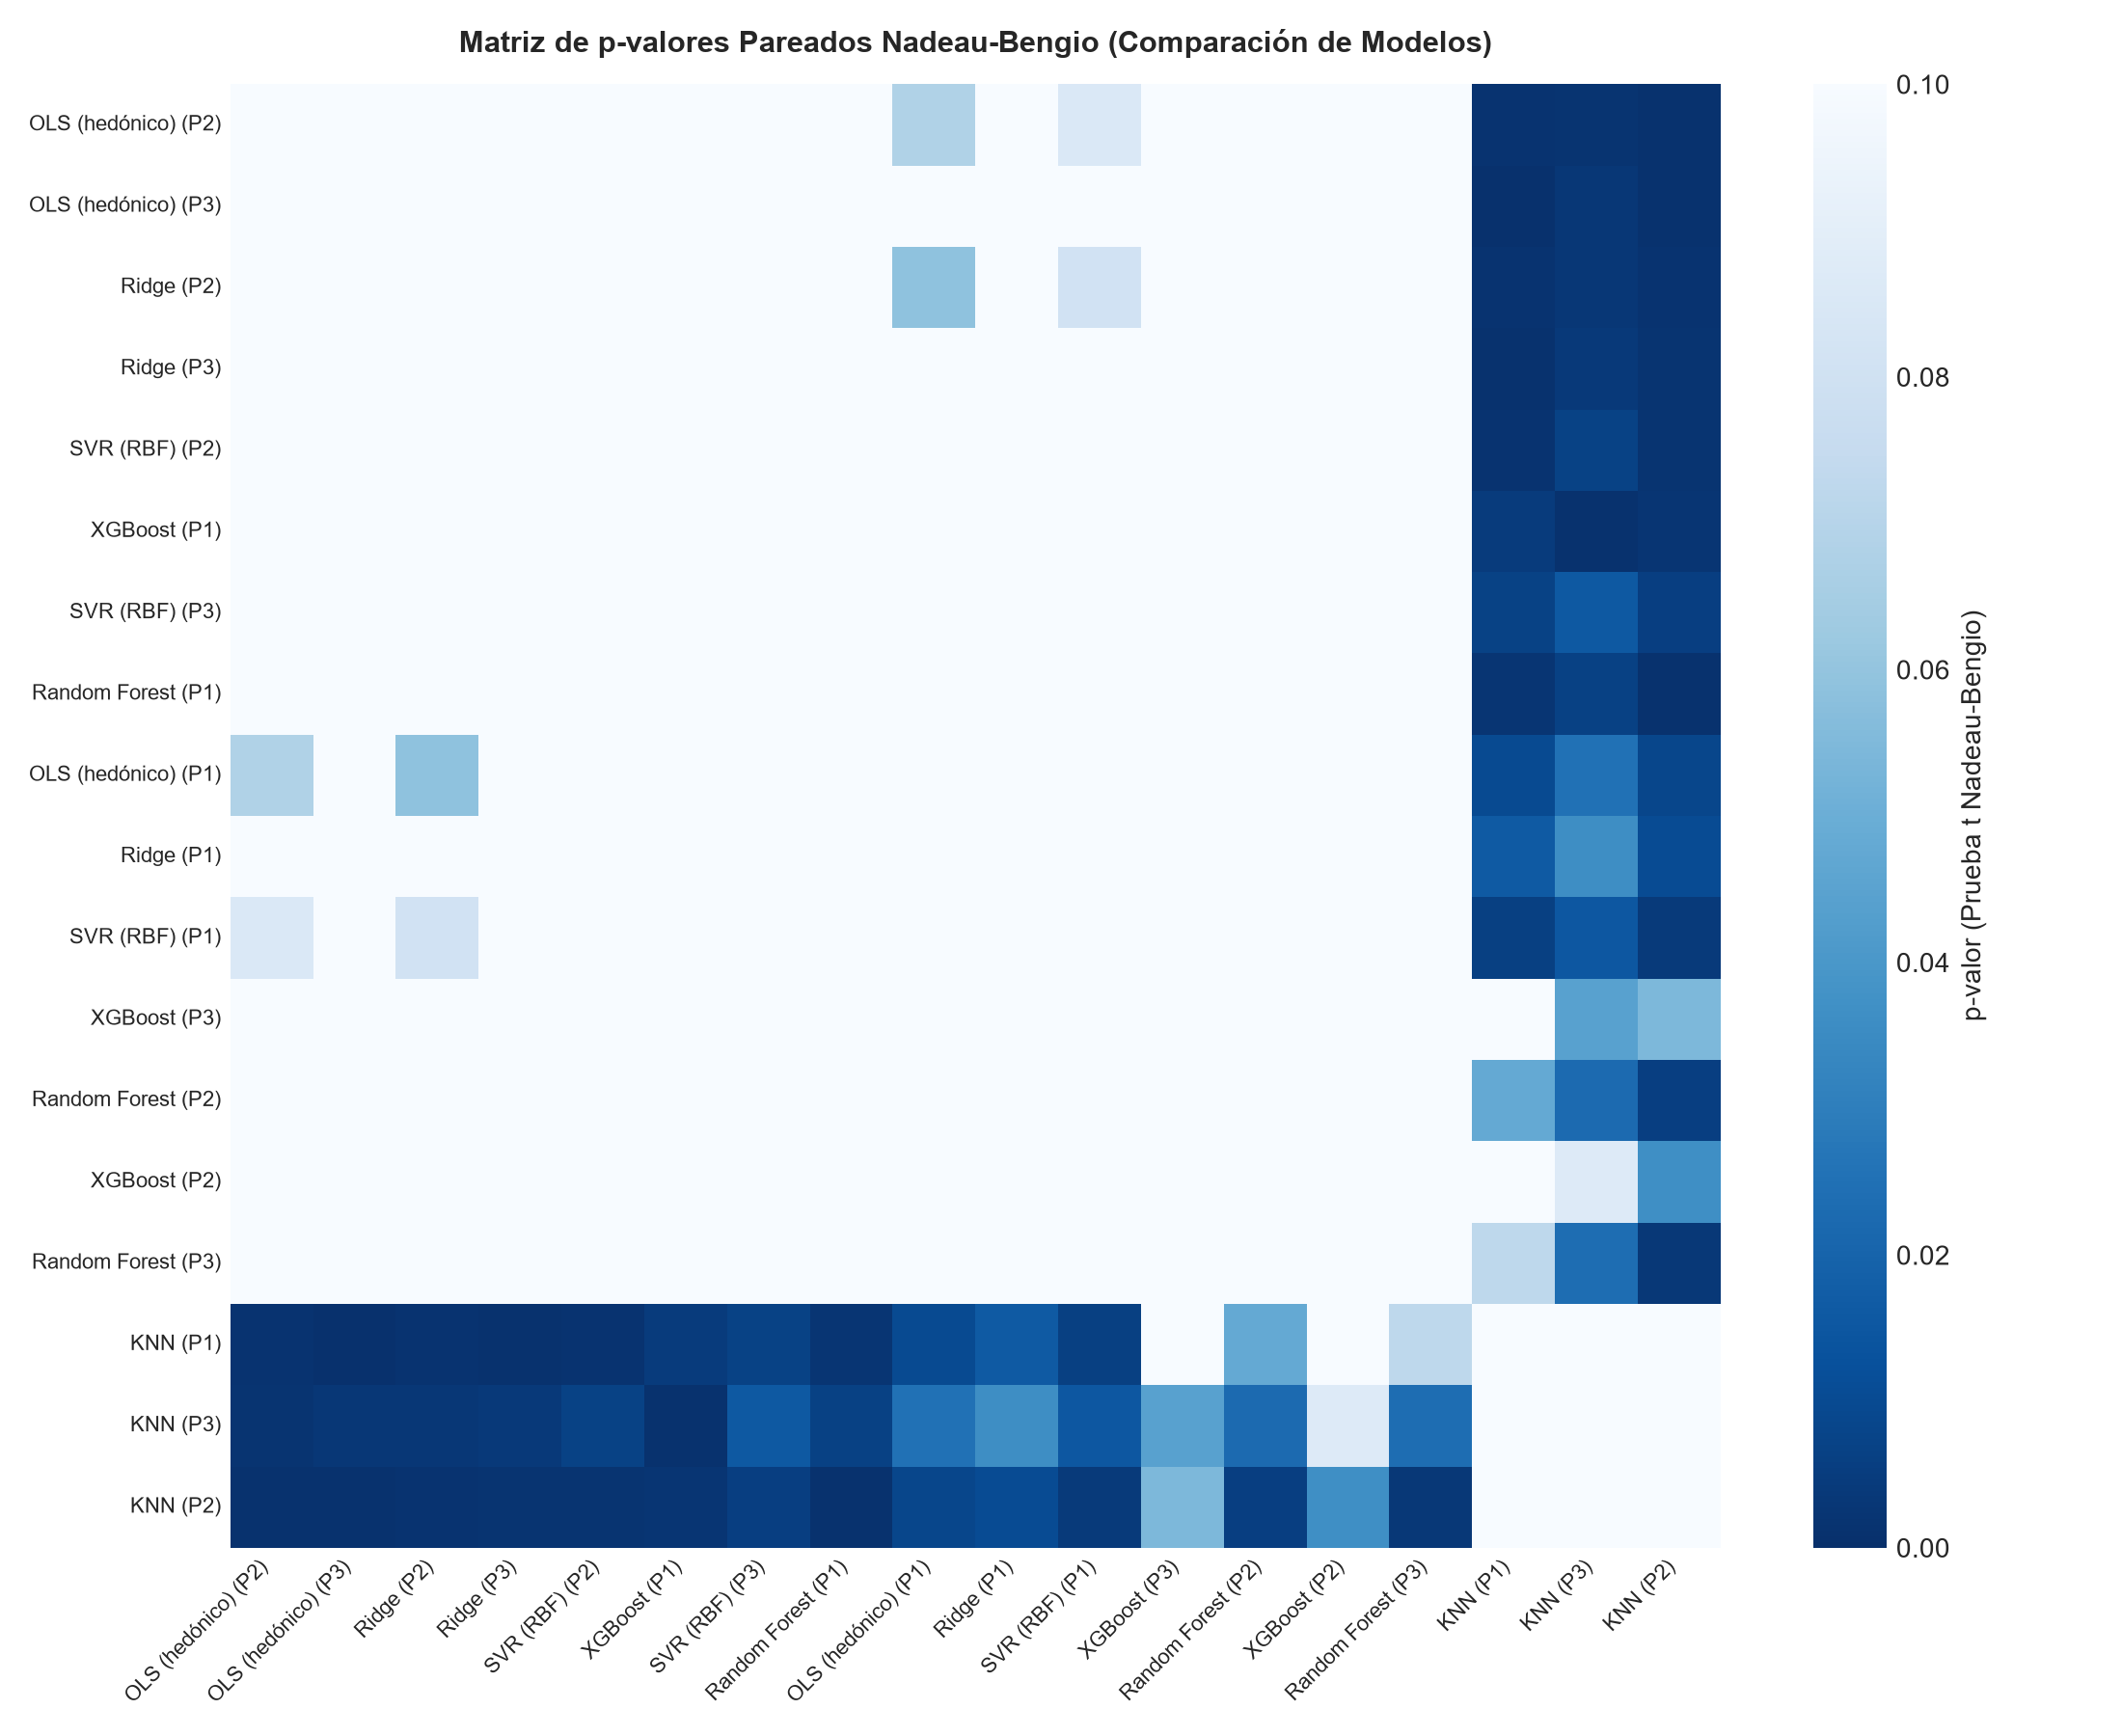 Matriz de p-valores Pareados Nadeau-Bengio (Comparación de Modelos)
OLS (hedónico) (P2)
OLS (hedónico) (P3)
Ridge (P2)
Ridge (P3)
SVR (RBF) (P2)
XGBoost (P1)
SVR (RBF) (P3)
Random Forest (P1)
OLS (hedónico) (P1)
Ridge (P1)
SVR (RBF) (P1)
XGBoost (P3)
Random Forest (P2)
XGBoost (P2)
Random Forest (P3)
KNN (P1)
KNN (P3)
KNN (P2)
OLS (hedónico) (P2)
OLS (hedónico) (P3)
Ridge (P2)
Ridge (P3)
SVR (RBF) (P2)
XGBoost (P1)
SVR (RBF) (P3)
Random Forest (P1)
OLS (hedónico) (P1)
Ridge (P1)
SVR (RBF) (P1)
XGBoost (P3)
Random Forest (P2)
XGBoost (P2)
Random Forest (P3)
KNN (P1)
KNN (P3)
KNN (P2)
0.10
0.08
0.06
0.04
0.02
0.00
p-valor (Prueba t Nadeau-Bengio)